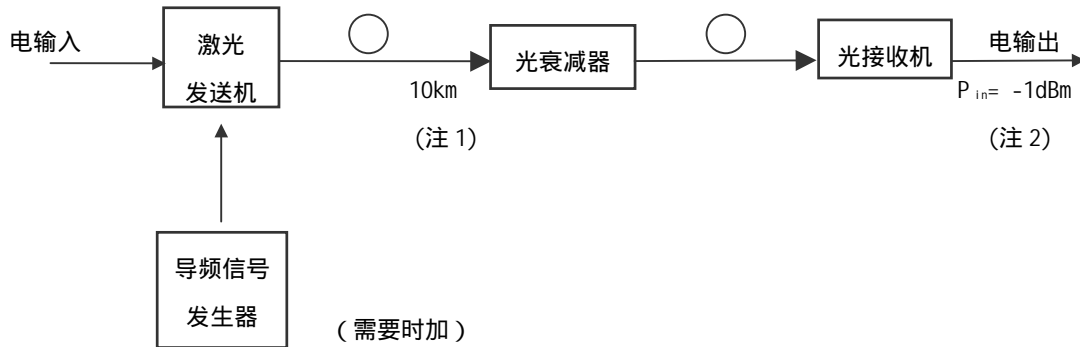 电输入
激光
发送机
10km
(注 1)
光衰减器
光接收机
电输出
P in= -1dBm
(注 2)
导频信号
发生器
( 需要时加 )